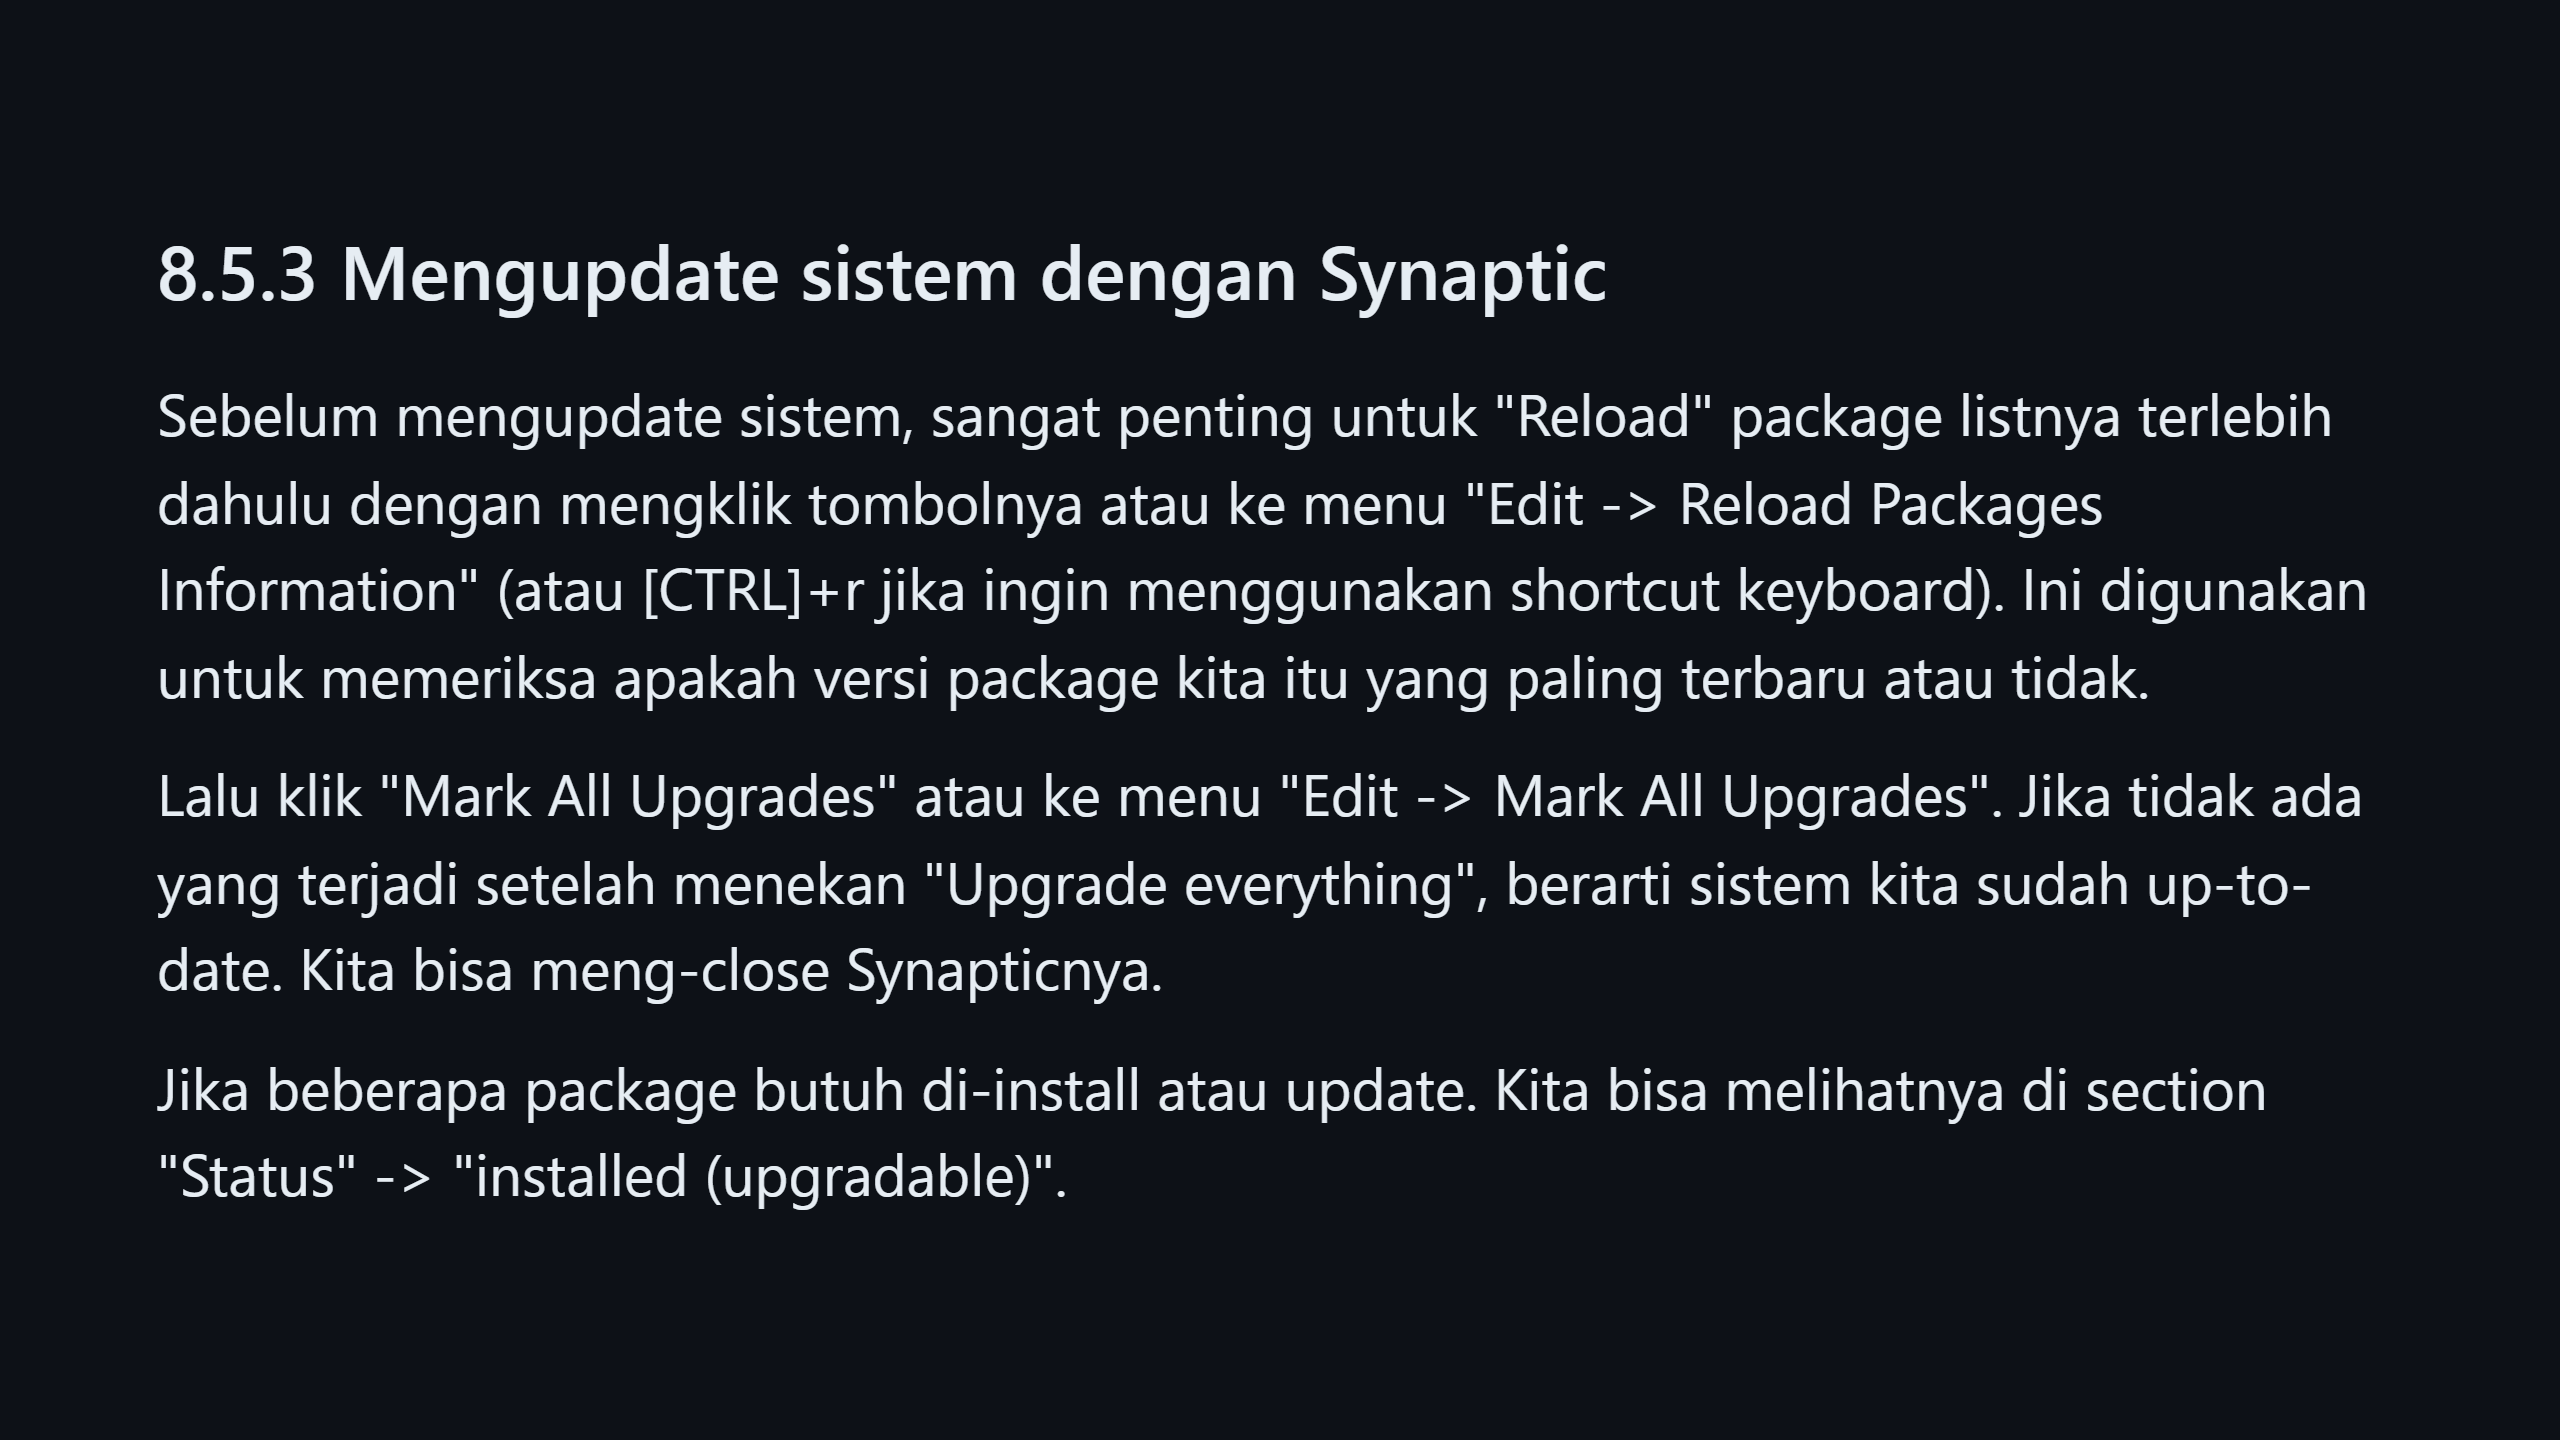 8.5.3 Mengupdate sistem dengan Synaptic
Sebelum mengupdate sistem, sangat penting untuk "Reload" package listnya terlebih
dahulu dengan mengklik tombolnya atau ke menu "Edit -> Reload Packages
Information" (atau [CTRL]+r jika ingin menggunakan shortcut keyboard). Ini digunakan
untuk memeriksa apakah versi package kita itu yang paling terbaru atau tidak.
Lalu klik "Mark All Upgrades" atau ke menu "Edit -> Mark All Upgrades". Jika tidak ada
yang terjadi setelah menekan "Upgrade everything", berarti sistem kita sudah up-to-
date. Kita bisa meng-close Synapticnya.
Jika beberapa package butuh di-install atau update. Kita bisa melihatnya di section
"Status" -> "installed (upgradable)".